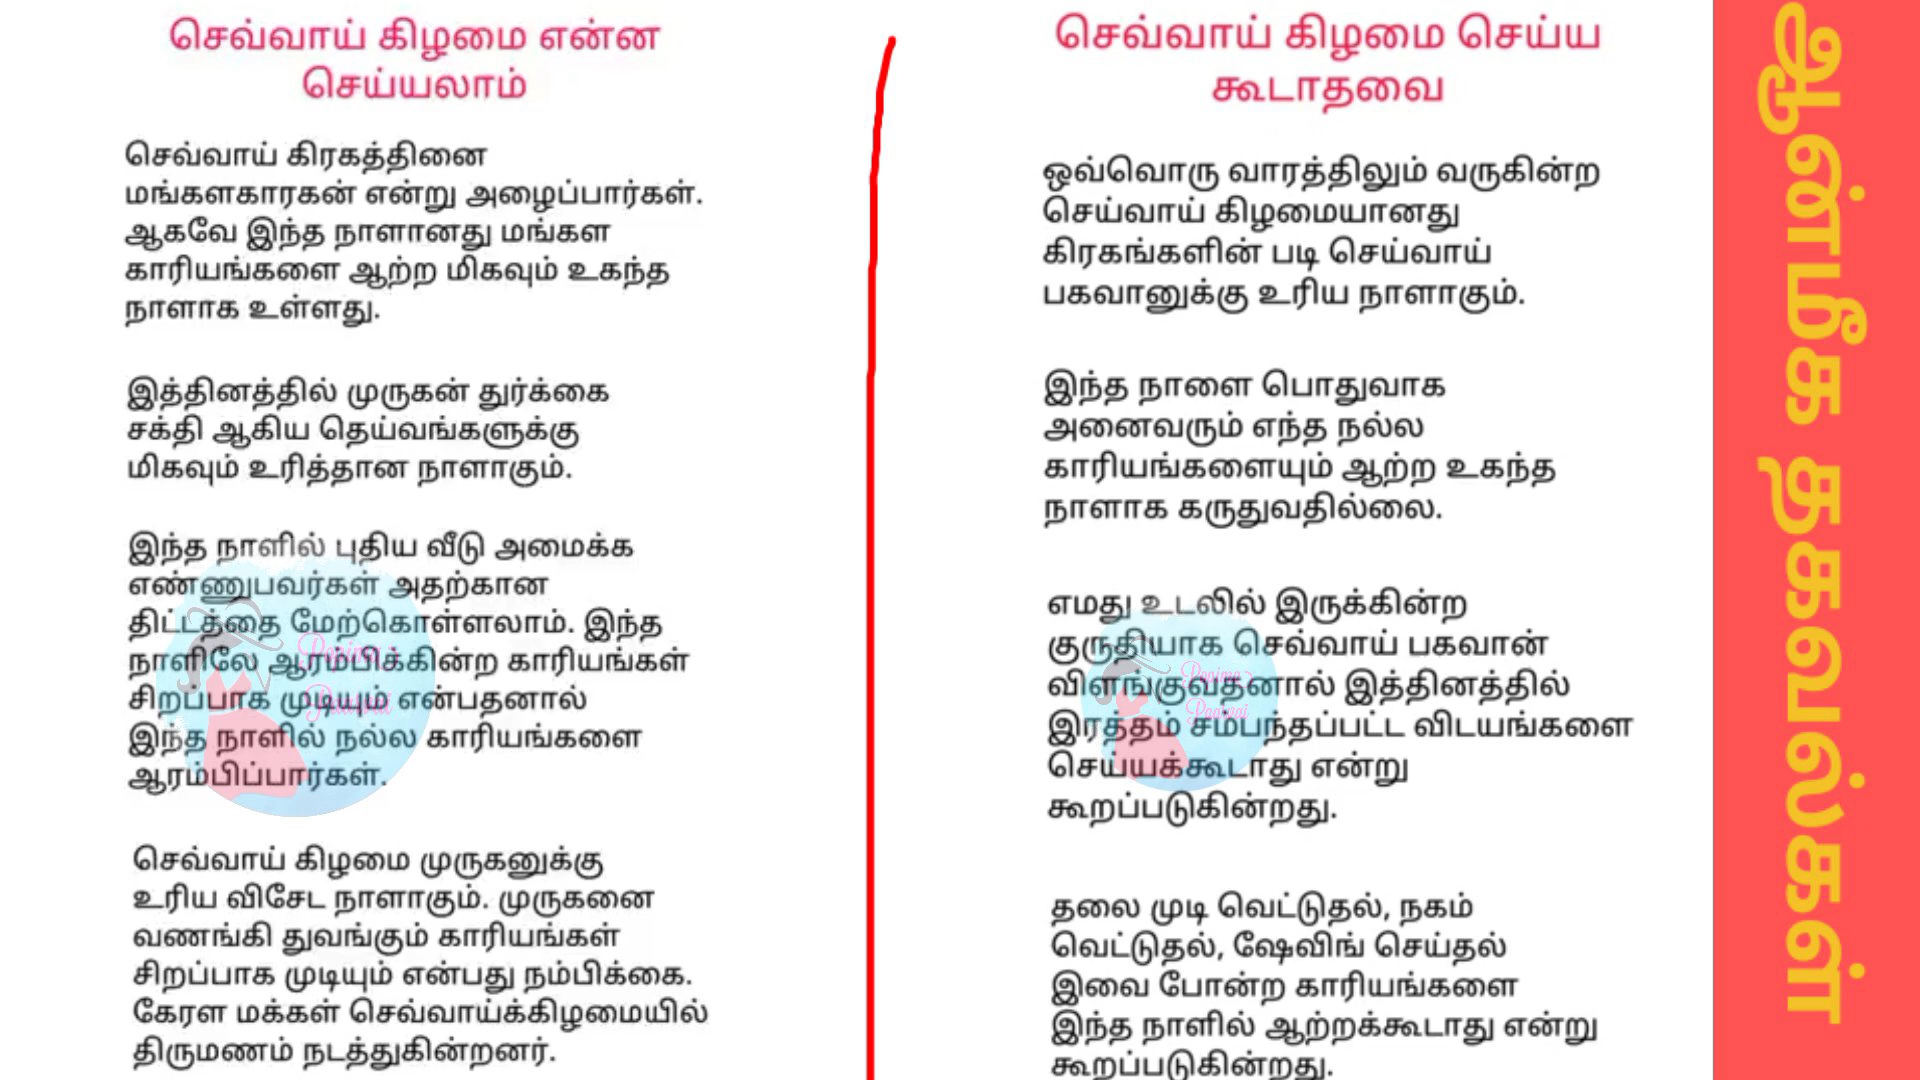 செவ்வாய் கிழமை என்ன
செய்யலாம்
செவ்வாய் கிரகத்தினை
மங்களகாரகன் என்று அழைப்பார்கள்.
ஆகவே இந்த நாளானது மங்கள
காரியங்களை ஆற்ற மிகவும் உகந்த
நாளாக உள்ளது.
இத்தினத்தில் முருகன் துர்க்கை
சக்தி ஆகிய தெய்வங்களுக்கு
மிகவும் உரித்தான நாளாகும்.
இந்த நாளில் புதிய வீடு அமைக்க
எண்ணுபவர்கள் அதற்கான
திட்டத்தை மேற்கொள்ளலாம். இந்த
நாளிலே ஆரம்பிக்கின்ற காரியங்கள்
சிறப்பாக முடியும் என்பதனால்
இந்த நாளில் நல்ல காரியங்களை
ஆரம்பிப்பார்கள்.
செவ்வாய் கிழமை முருகனுக்கு
உரிய விசேட நாளாகும். முருகனை
வணங்கி துவங்கும் காரியங்கள்
சிறப்பாக முடியும் என்பது நம்பிக்கை.
கேரள மக்கள் செவ்வாய்க்கிழமையில்
திருமணம் நடத்துகின்றனர்.
செவ்வாய் கிழமை செய்ய
கூடாதவை
ஒவ்வொரு வாரத்திலும் வருகின்ற
செய்வாய் கிழமையானது
கிரகங்களின் படி செய்வாய்
பகவானுக்கு உரிய நாளாகும்.
இந்த நாளை பொதுவாக
அனைவரும் எந்த நல்ல
காரியங்களையும் ஆற்ற உகந்த
நாளாக கருதுவதில்லை.
எமது உடலில் இருக்கின்ற
குருதியாக செவ்வாய் பகவான்
விளங்குவதனால் இத்தினத்தில்
இரத்தம் சம்பந்தப்பட்ட விடயங்களை
செய்யக்கூடாது என்று
கூறப்படுகின்றது.
தலை முடி வெட்டுதல், நகம்
வெட்டுதல், ஷேவிங் செய்தல்
இவை போன்ற காரியங்களை
இந்த நாளில் ஆற்றக்கூடாது என்று
கூறப்படுகின்றது.
ஆன்மீக தகவல்கள்